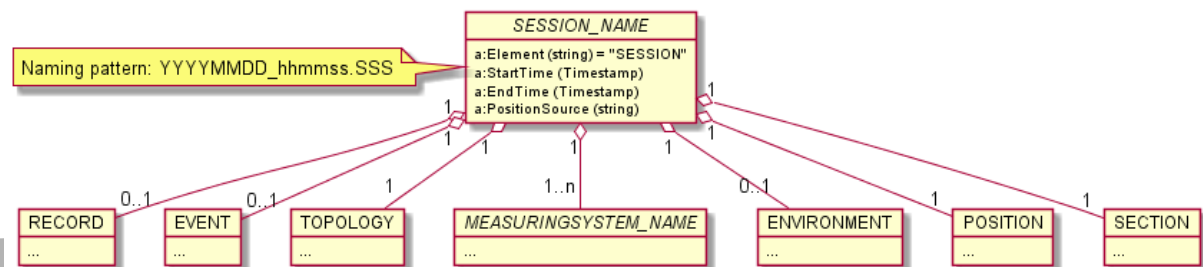 SESSION_NAME
a:Element (string) = "SESSION"
a:StartTime (Timestamp)
a:EndTime (Timestamp)
a:PositionSource (string)
Naming pattern: YYYYMMDD_hhmmss.SSS
1
1
1
1
1
1
1
0..1
0..1
1
1..n
0..1
1
1
RECORD
...
EVENT
...
TOPOLOGY
...
MEASURINGSYSTEM_NAME
...
ENVIRONMENT
...
POSITION
...
SECTION
...